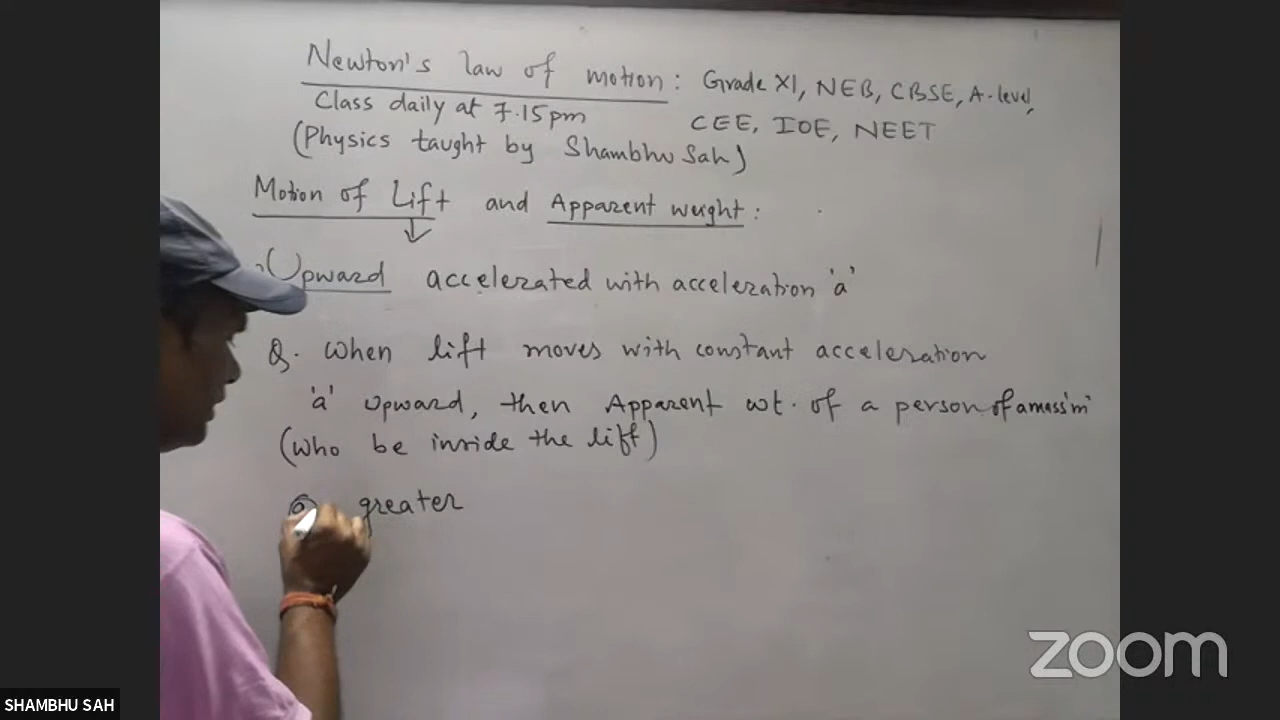 Newton's law of motion: Grade XI, NEB, CBSE, A-level,
Class daily at 7.15pm CEE, IOE, NEET
(Physics taught by Shambhu Sah)
Motion of Lift and Apparent weight:
Upward accelerated with acceleration 'a'
Q. When lift moves with constant acceleration
'a' Upward, then Apparent wt. of a person of a mass 'm'
(who be inside the lift)
a greater
zoom
SHAMBHU SAH